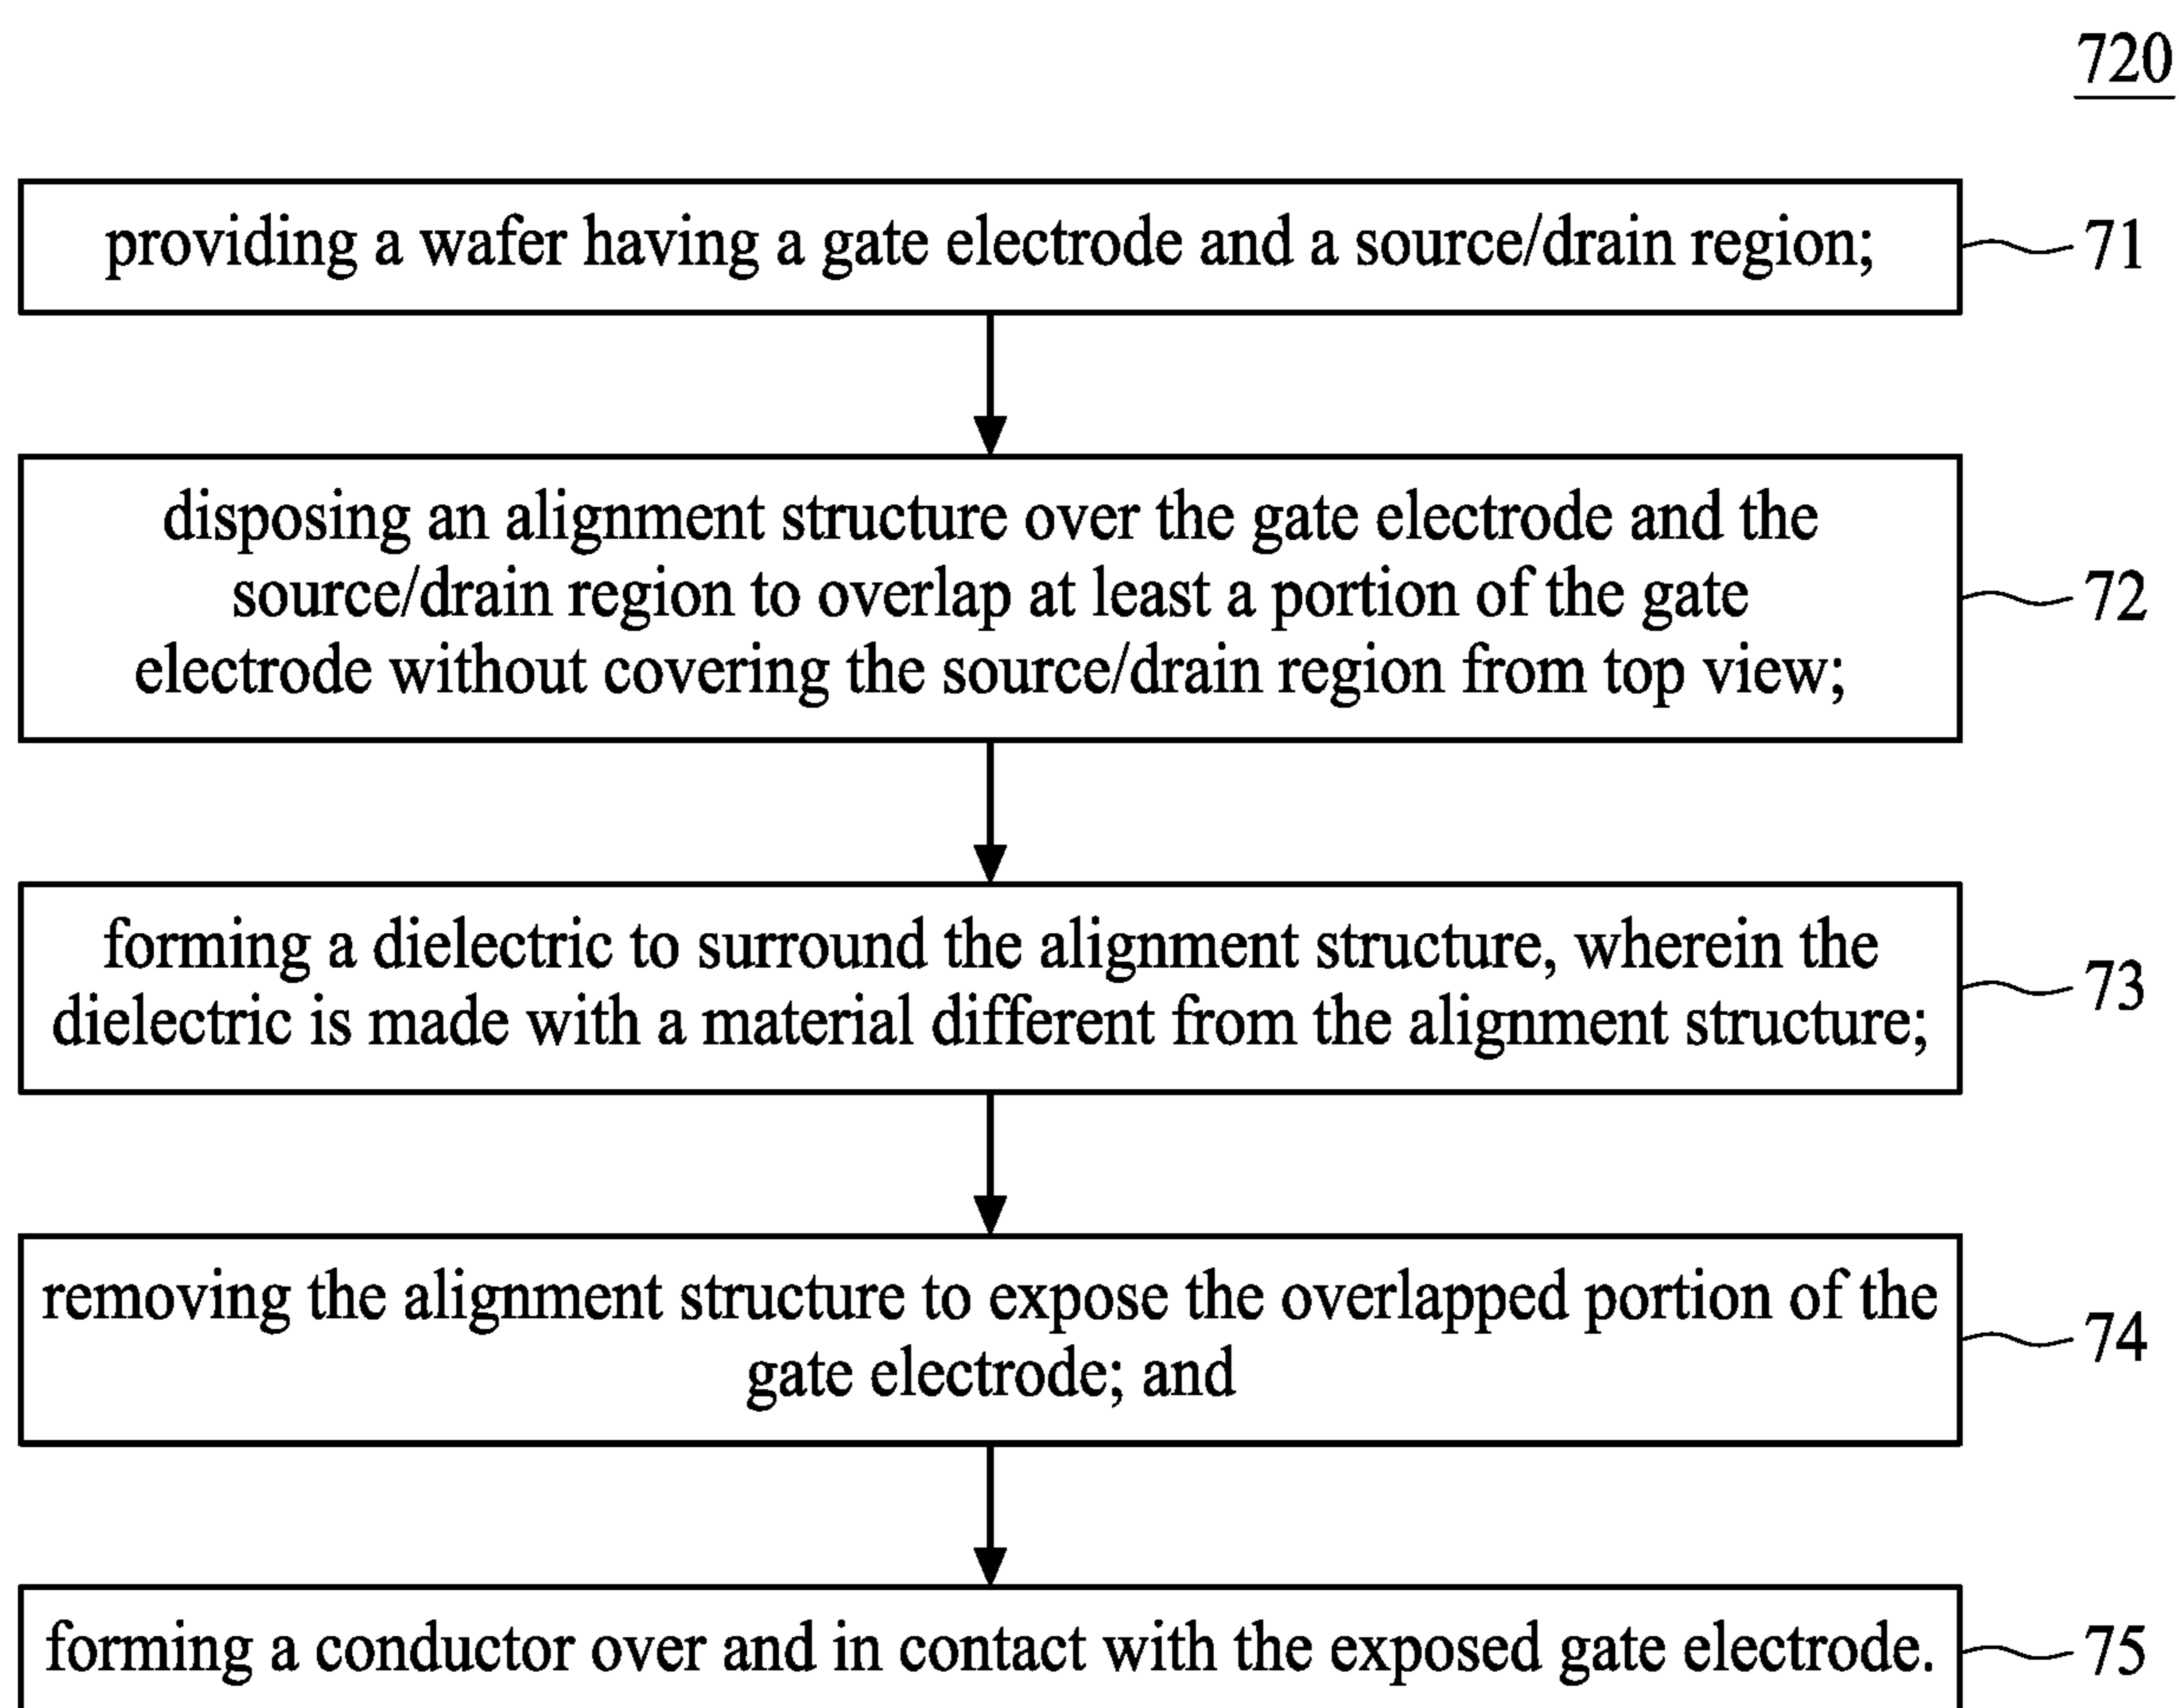 720
providing a wafer having a gate electrode and a source/drain region;
71
disposing an alignment structure over the gate electrode and the
source/drain region to overlap at least a portion of the gate
electrode without covering the source/drain region from top view;
72
forming a dielectric to surround the alignment structure, wherein the
dielectric is made with a material different from the alignment structure;
73
removing the alignment structure to expose the overlapped portion of the
gate electrode; and
74
forming a conductor over and in contact with the exposed gate electrode.
75